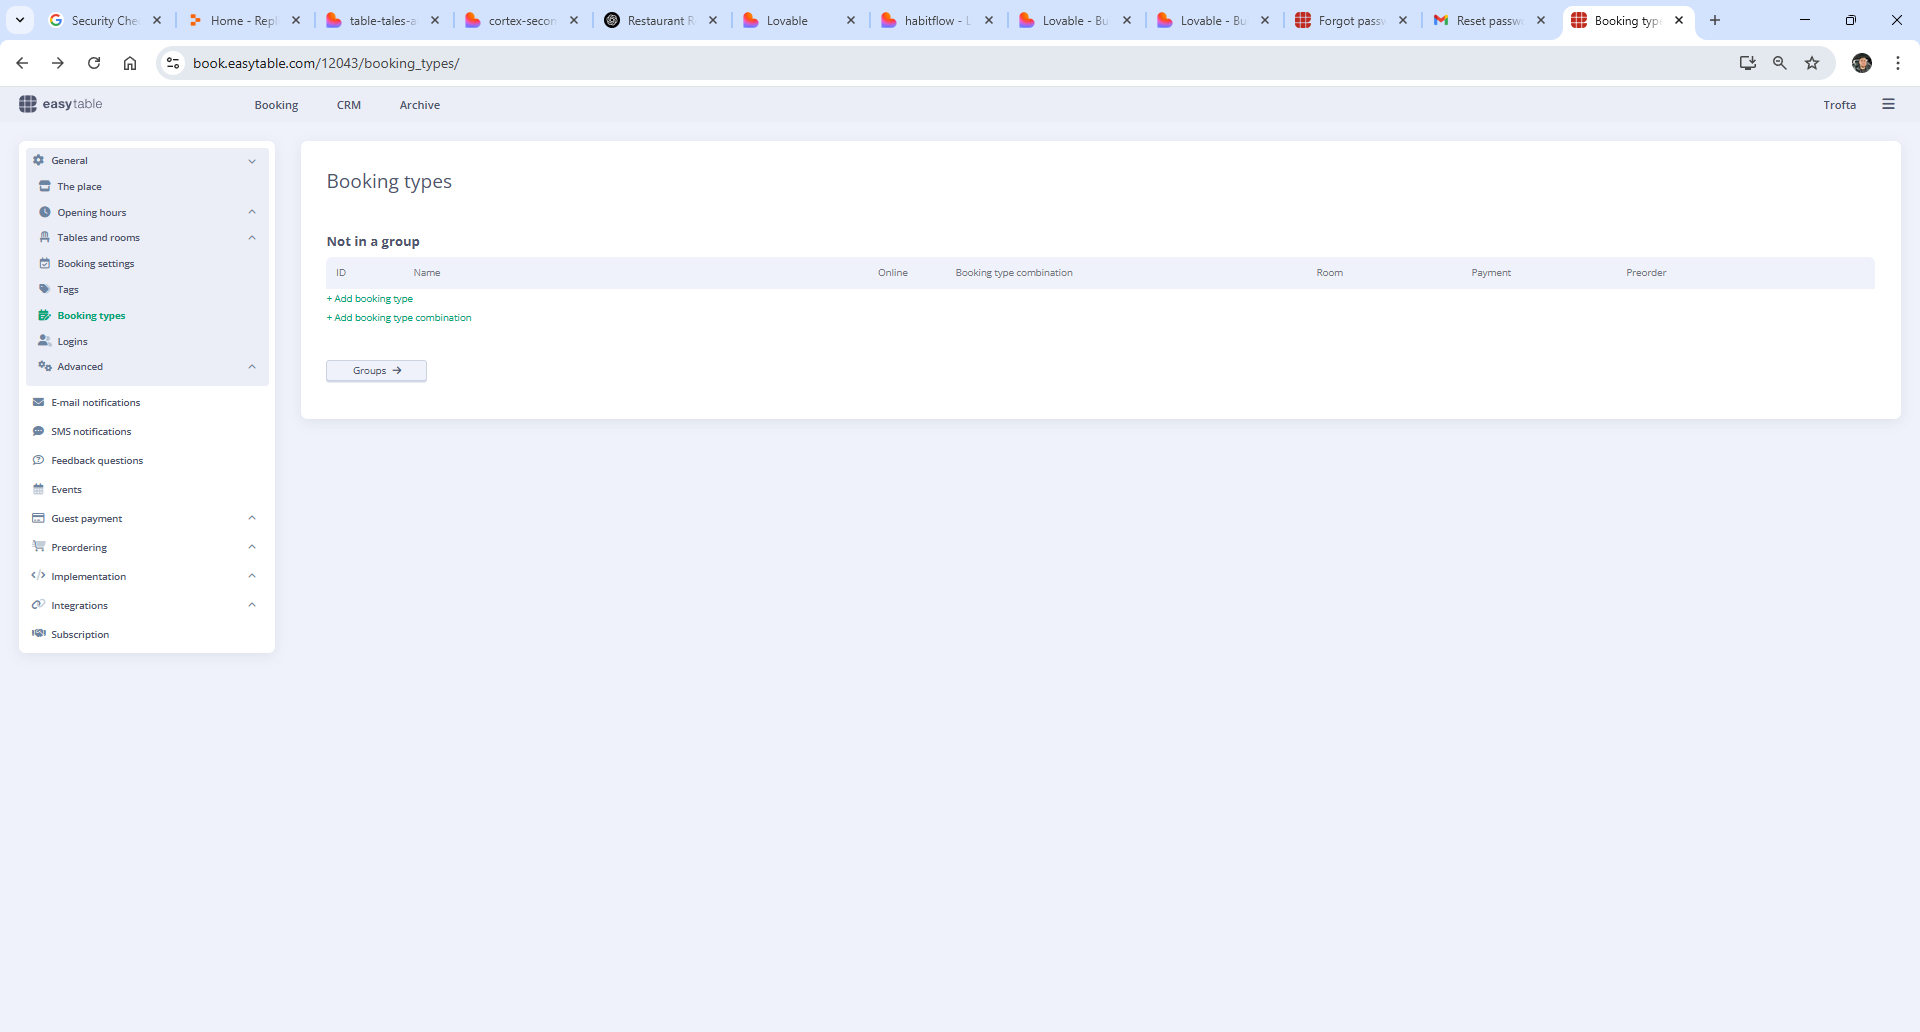 Security Che
Home - Repl
table-tales-a
cortex-secon
Restaurant R
Lovable
habitflow - L
Lovable - Bu
Lovable - Bu
Forgot passw
Reset passwo
Booking type
book.easytable.com/12043/booking_types/
easytable
Booking
CRM
Archive
Trofta
General
The place
Opening hours
Tables and rooms
Booking settings
Tags
Booking types
Logins
Advanced
E-mail notifications
SMS notifications
Feedback questions
Events
Guest payment
Preordering
Implementation
Integrations
Subscription
Booking types
Not in a group
ID Name Online Booking type combination Room Payment Preorder
+ Add booking type
+ Add booking type combination
Groups →